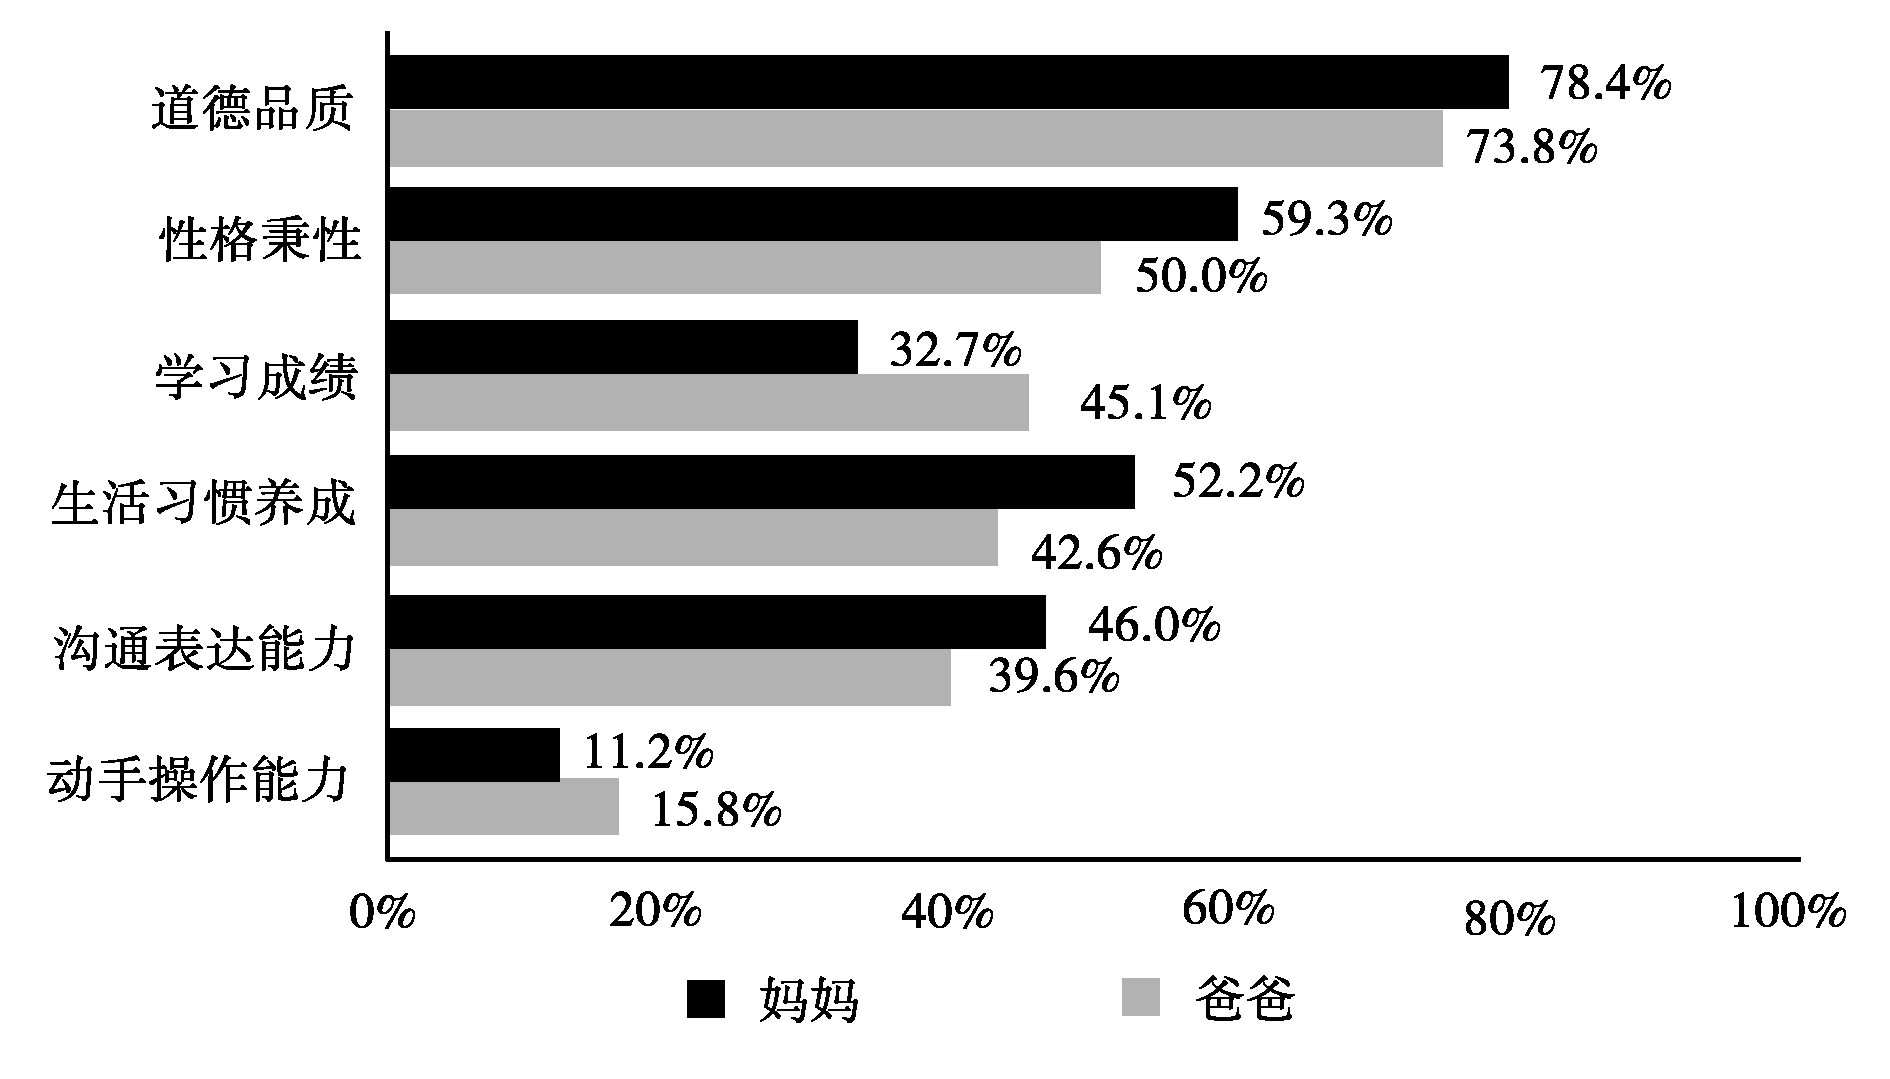 道德品质
78.4%
73.8%
性格秉性
59.3%
50.0%
学习成绩
32.7%
45.1%
生活习惯养成
52.2%
42.6%
沟通表达能力
46.0%
39.6%
动手操作能力
11.2%
15.8%
0% 20% 40% 60% 80% 100%
妈妈 爸爸